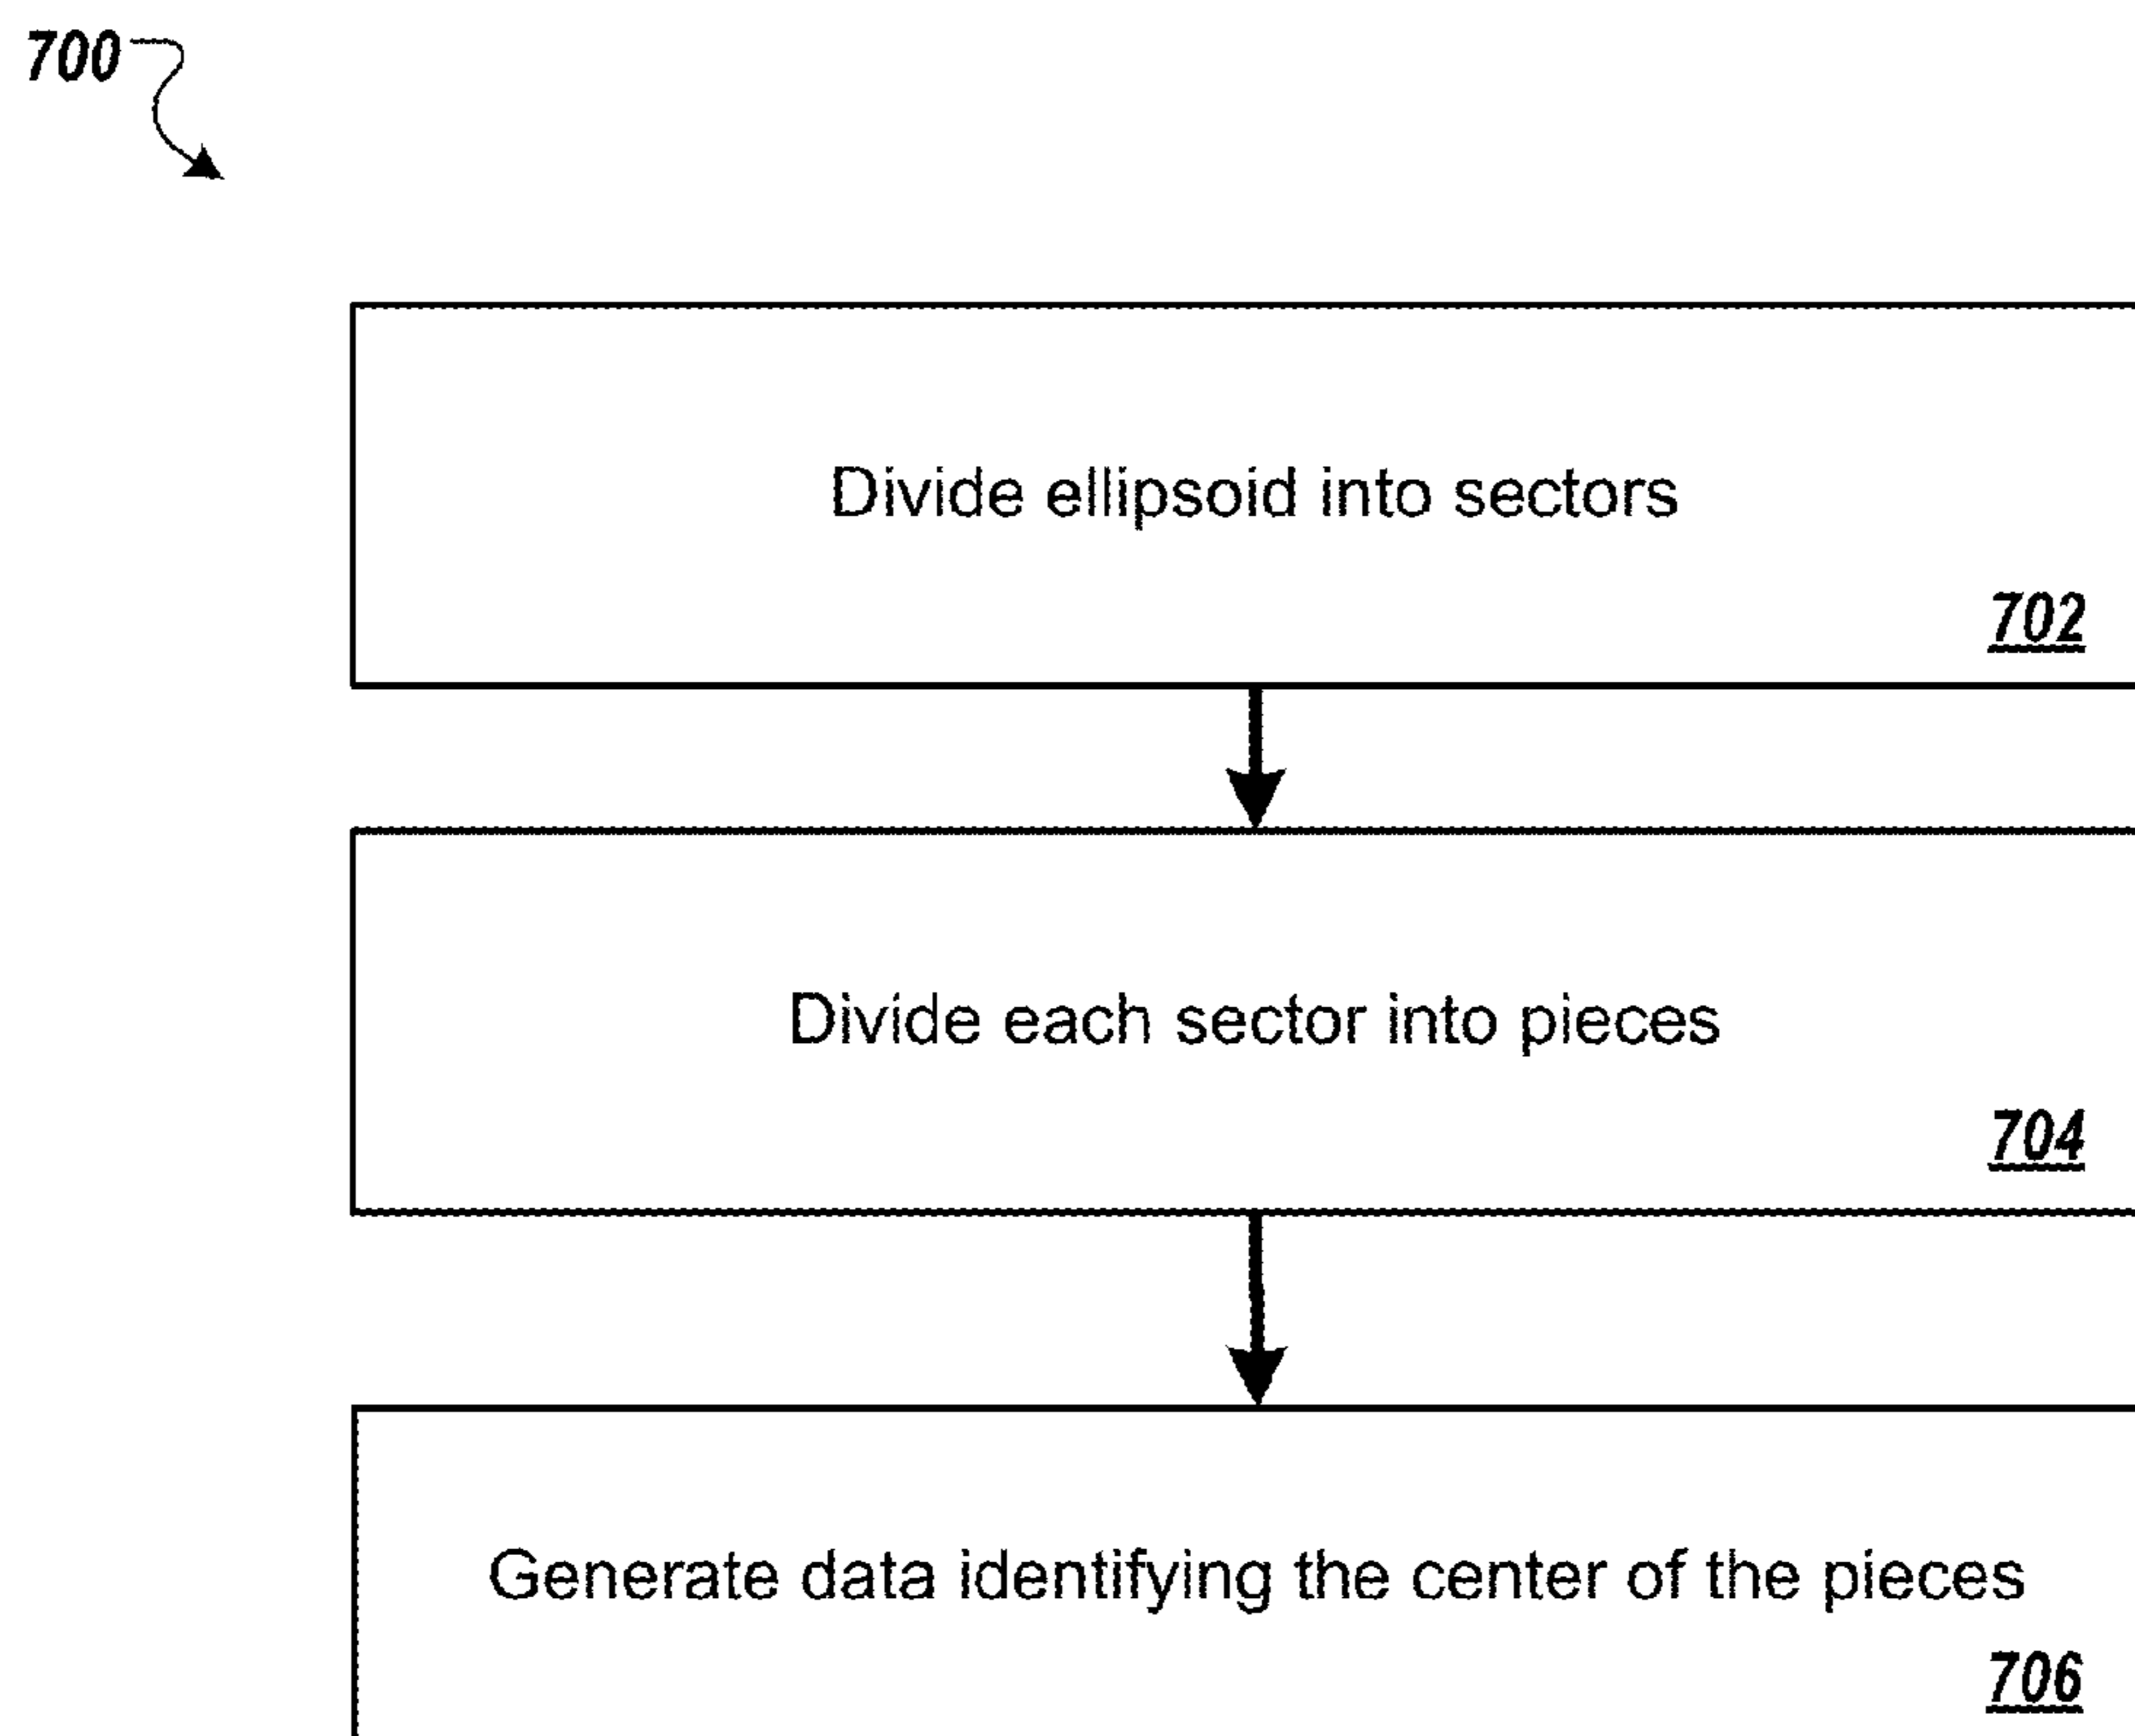 700
Divide ellipsoid into sectors
702
Divide each sector into pieces
704
Generate data identifying the center of the pieces
706